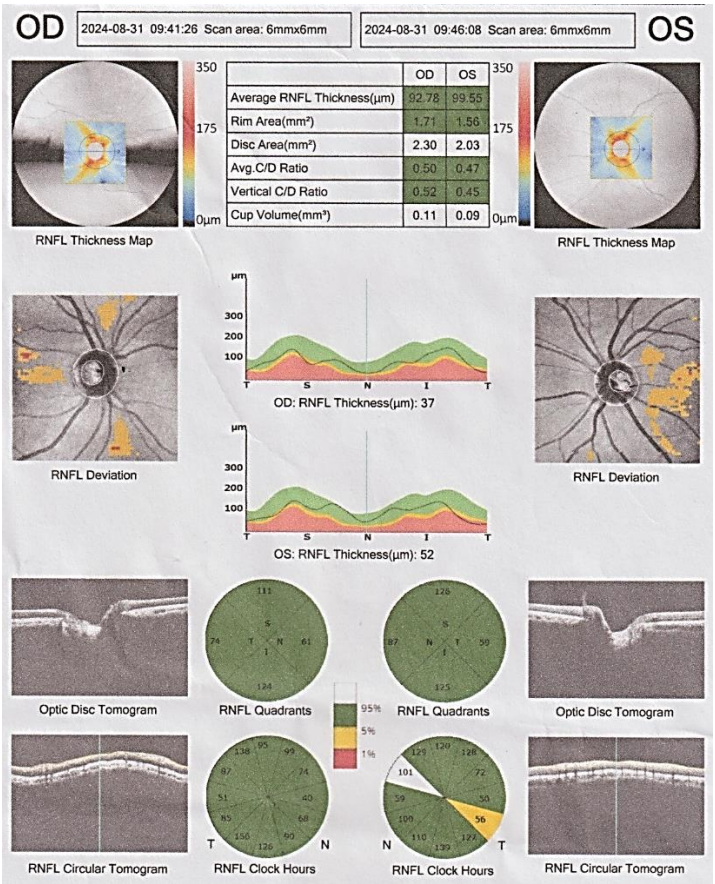 OD 2024-08-31 09:41:26 Scan area: 6mmx6mm 2024-08-31 09:46:08 Scan area: 6mmx6mm OS
350
175
0μm
RNFL Thickness Map
OD OS
Average RNFL Thickness(μm) 92.78 99.55
Rim Area(mm²) 1.71 1.56
Disc Area(mm²) 2.30 2.03
Avg.C/D Ratio 0.50 0.47
Vertical C/D Ratio 0.52 0.45
Cup Volume(mm³) 0.11 0.09
350
175
0μm
RNFL Thickness Map
RNFL Deviation
μm
300
200
100
T S N I T
OD: RNFL Thickness(μm): 37
μm
300
200
100
T S N I T
OS: RNFL Thickness(μm): 52
RNFL Deviation
Optic Disc Tomogram
111
S
74 T N 61
I
124
RNFL Quadrants
128
S
87 N T 59
I
125
RNFL Quadrants
Optic Disc Tomogram
95%
5%
1%
RNFL Circular Tomogram
138 95 99
87 74
51 40
85 68
150 126 90
T N
RNFL Clock Hours
129 120 128
101 72
59 50
100 56
110 139 127
N T
RNFL Clock Hours
RNFL Circular Tomogram